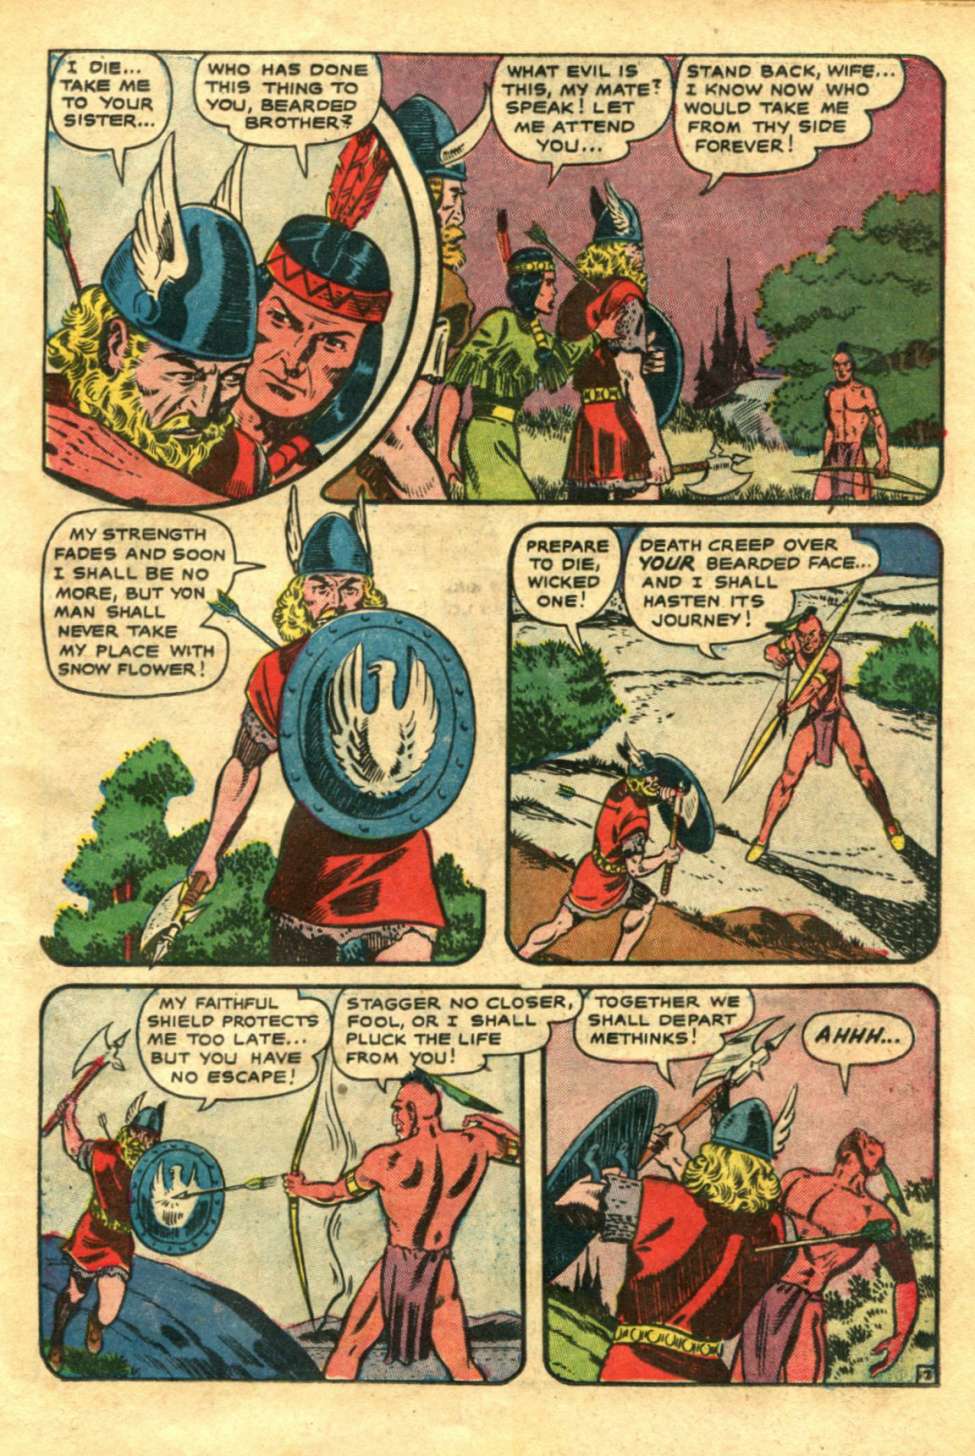 I DIE...
TAKE ME
TO YOUR
SISTER...
WHO HAS DONE
THIS THING TO
YOU, BEARDED
BROTHER?
WHAT EVIL IS
THIS, MY MATE?
SPEAK! LET
ME ATTEND
YOU...
STAND BACK, WIFE...
I KNOW NOW WHO
WOULD TAKE ME
FROM THY SIDE
FOREVER!
MY STRENGTH
FADES AND SOON
I SHALL BE NO
MORE, BUT YON
MAN SHALL
NEVER TAKE
MY PLACE WITH
SNOW FLOWER!
PREPARE
TO DIE,
WICKED
ONE!
DEATH CREEP OVER
YOUR BEARDED FACE...
AND I SHALL
HASTEN ITS
JOURNEY!
MY FAITHFUL
SHIELD PROTECTS
ME TOO LATE...
BUT YOU HAVE
NO ESCAPE!
STAGGER NO CLOSER,
FOOL, OR I SHALL
PLUCK THE LIFE
FROM YOU!
TOGETHER WE
SHALL DEPART
METHINKS!
AHHH...